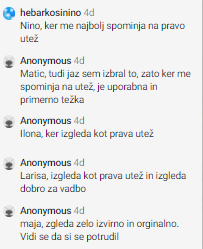 hebarkosinino 4d
Nino, ker me najbolj spominja na pravo
utež
Anonymous 4d
Matic, tudi jaz sem izbral to, zato ker me
spominja na utež, je uporabna in
primerno težka
Anonymous 4d
Ilona, ker izgleda kot prava utež
Anonymous 4d
Larisa, izgleda kot prava utež in izgleda
dobro za vadbo
Anonymous 4d
maja, zgleda zelo izvirno in orginalno.
Vidi se da si se potrudil